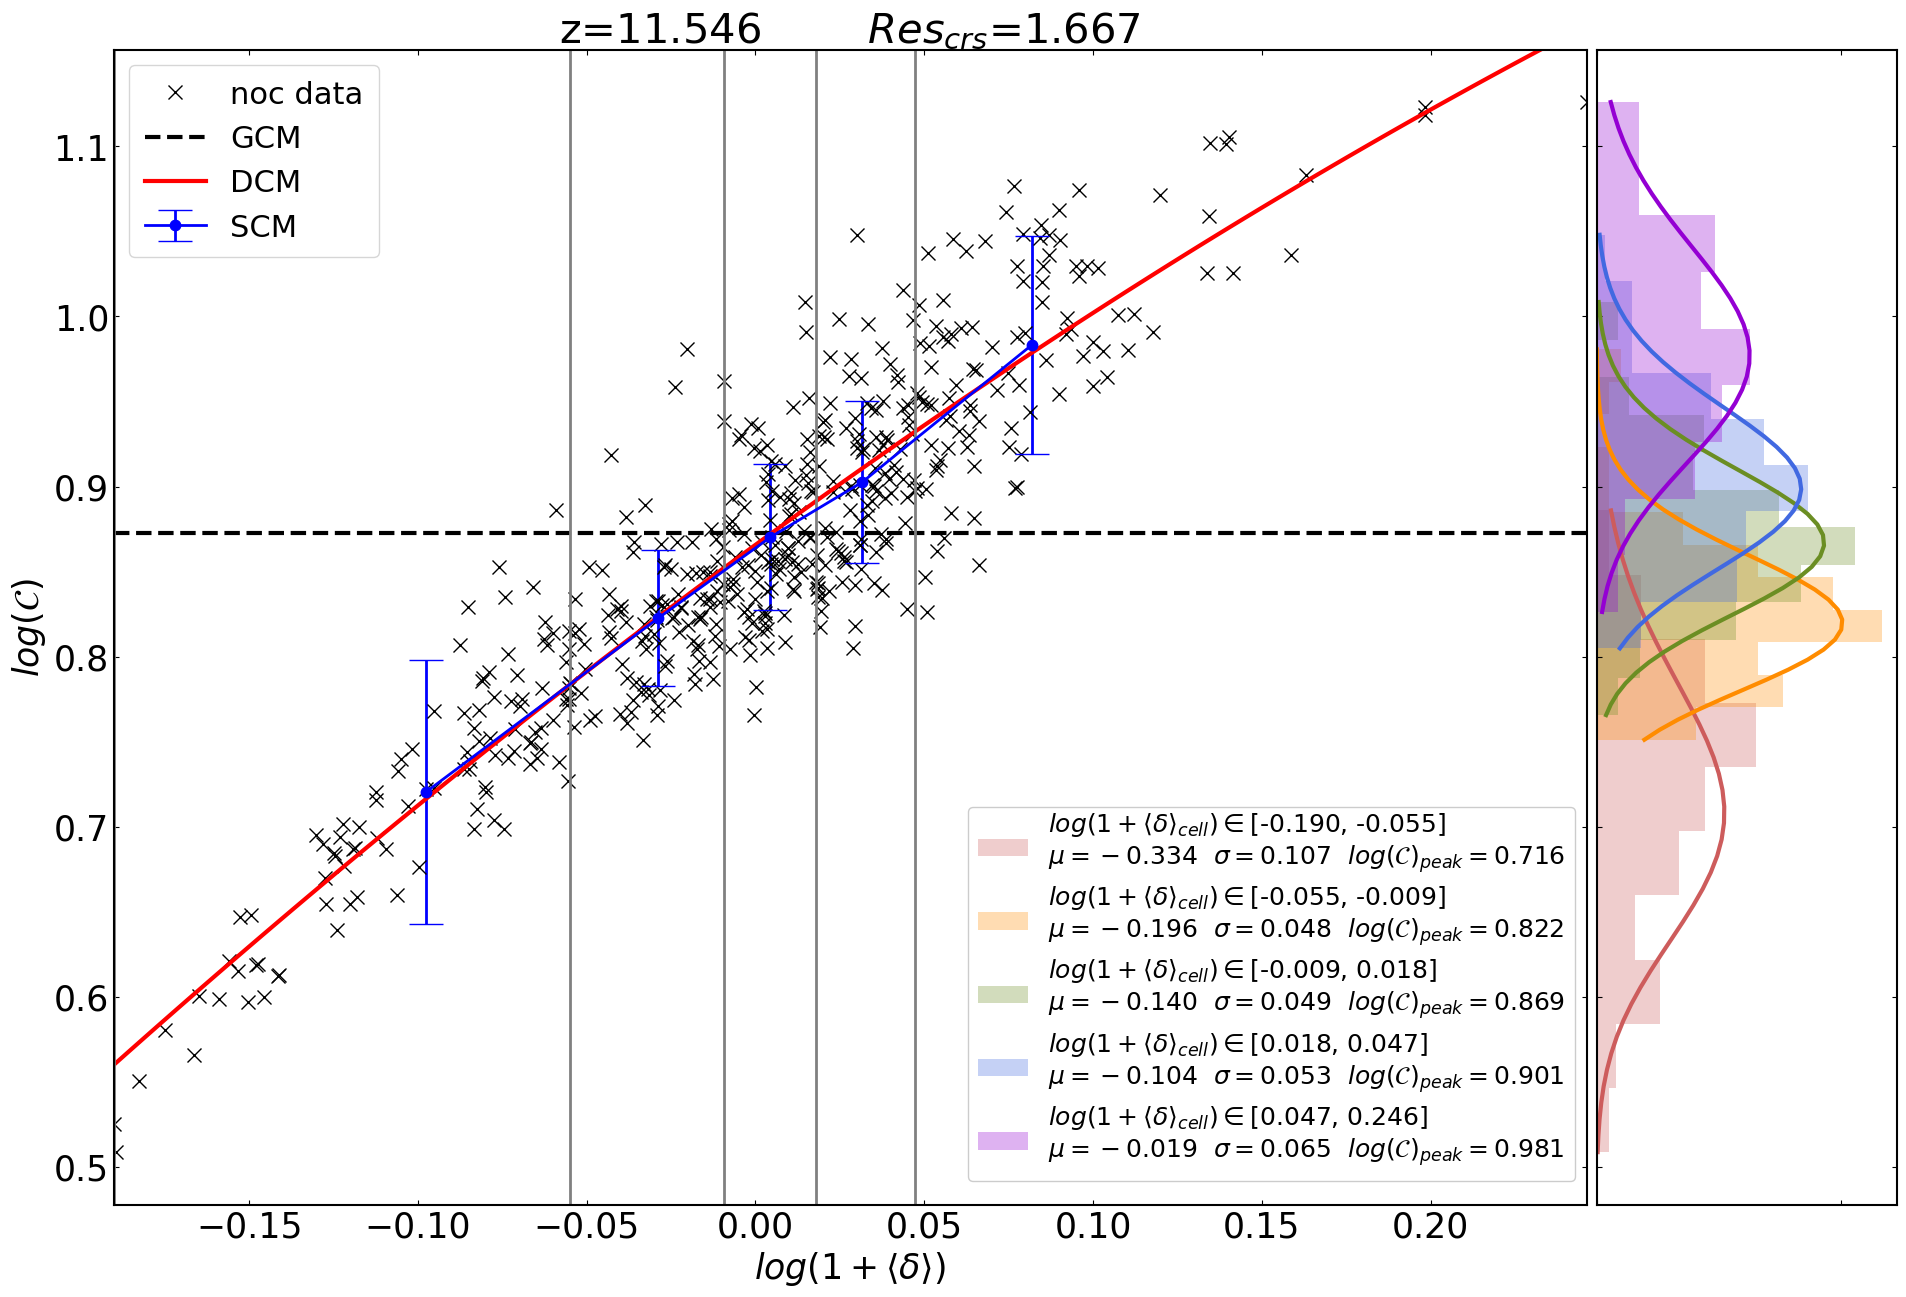 z=11.546 Res_crs=1.667
noc data
GCM
DCM
SCM
log(𝒞)
1.1
1.0
0.9
0.8
0.7
0.6
0.5
log(1 + ⟨δ⟩_cell) ∈ [-0.190, -0.055]
μ = −0.334 σ = 0.107 log(𝒞)_peak = 0.716
log(1 + ⟨δ⟩_cell) ∈ [-0.055, -0.009]
μ = −0.196 σ = 0.048 log(𝒞)_peak = 0.822
log(1 + ⟨δ⟩_cell) ∈ [-0.009, 0.018]
μ = −0.140 σ = 0.049 log(𝒞)_peak = 0.869
log(1 + ⟨δ⟩_cell) ∈ [0.018, 0.047]
μ = −0.104 σ = 0.053 log(𝒞)_peak = 0.901
log(1 + ⟨δ⟩_cell) ∈ [0.047, 0.246]
μ = −0.019 σ = 0.065 log(𝒞)_peak = 0.981
−0.15 −0.10 −0.05 0.00 0.05 0.10 0.15 0.20
log(1 + ⟨δ⟩)